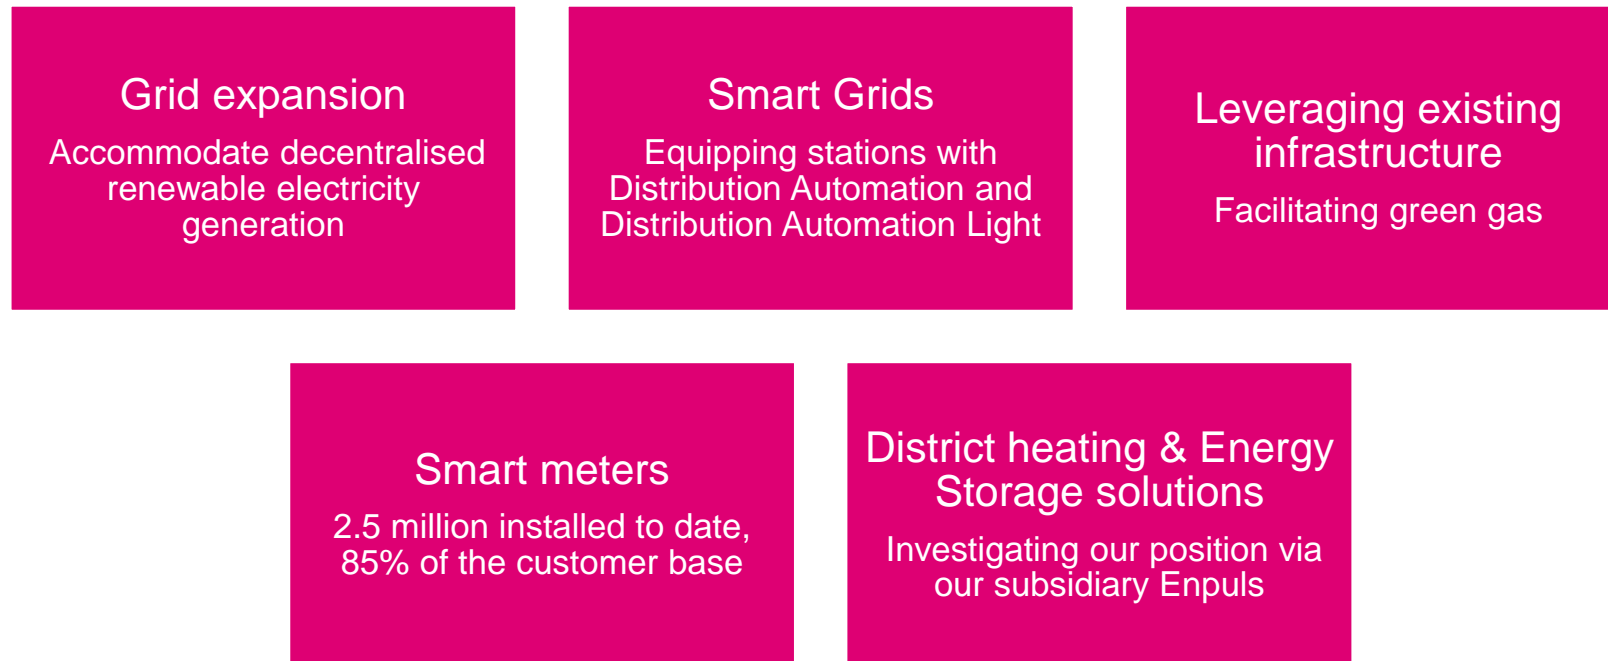 Grid expansion
Accommodate decentralised
renewable electricity
generation
Smart Grids
Equipping stations with
Distribution Automation and
Distribution Automation Light
Leveraging existing
infrastructure
Facilitating green gas
Smart meters
2.5 million installed to date,
85% of the customer base
District heating & Energy
Storage solutions
Investigating our position via
our subsidiary Enpuls